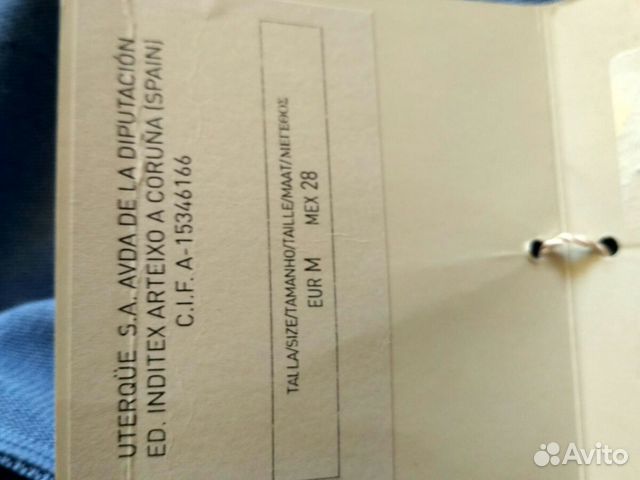 UTERQÜE S.A. AVDA DE LA DIPUTACIÓN
ED. INDITEX ARTEIXO A CORUÑA (SPAIN)
C.I.F. A-15346166
TALLA/SIZE/TAMANHO/TAILLE/MAAT/ΜΕΓΕΘΟΣ
EUR M MEX 28
Avito